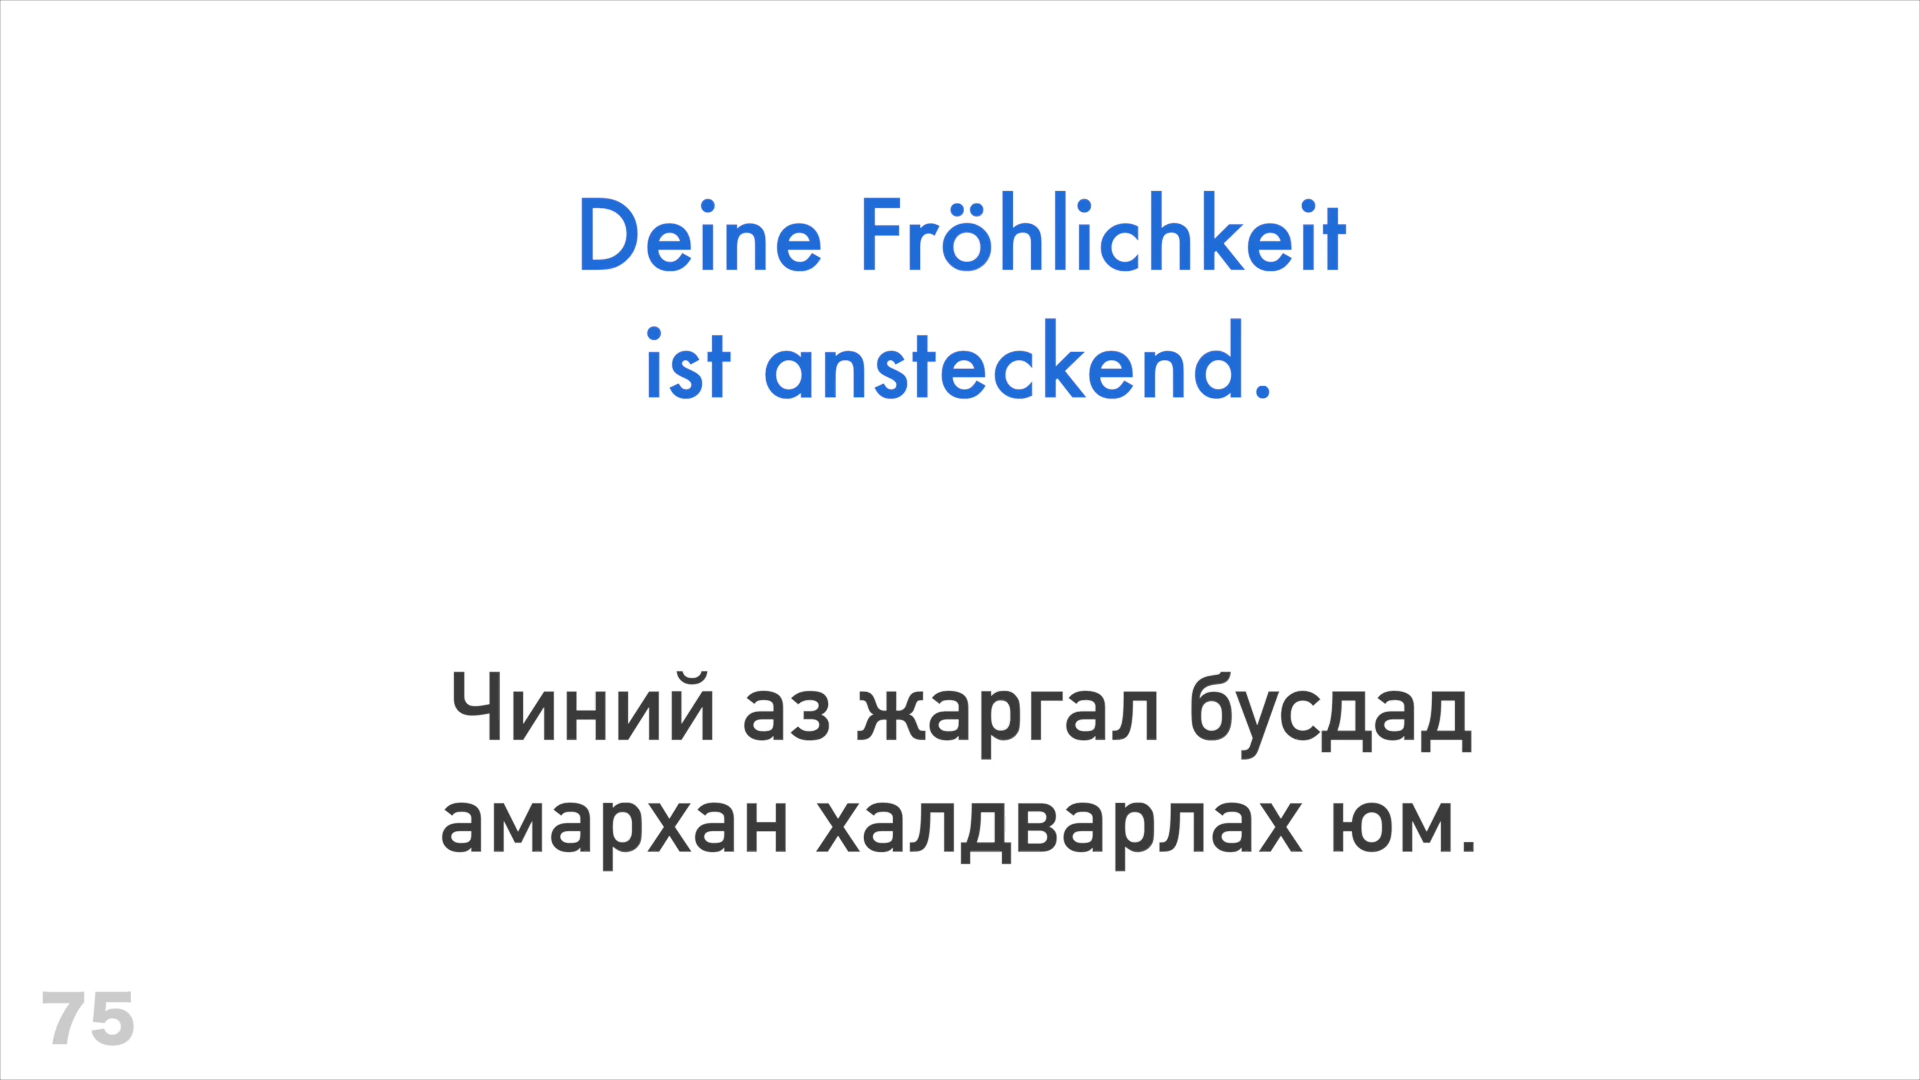 Deine Fröhlichkeit
ist ansteckend.
Чиний аз жаргал бусдад
амархан халдварлах юм.
75